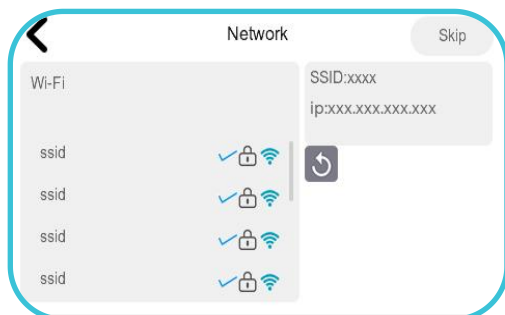 Network
Skip
Wi-Fi
ssid
ssid
ssid
ssid
SSID:xxxx
ip:xxx.xxx.xxx.xxx